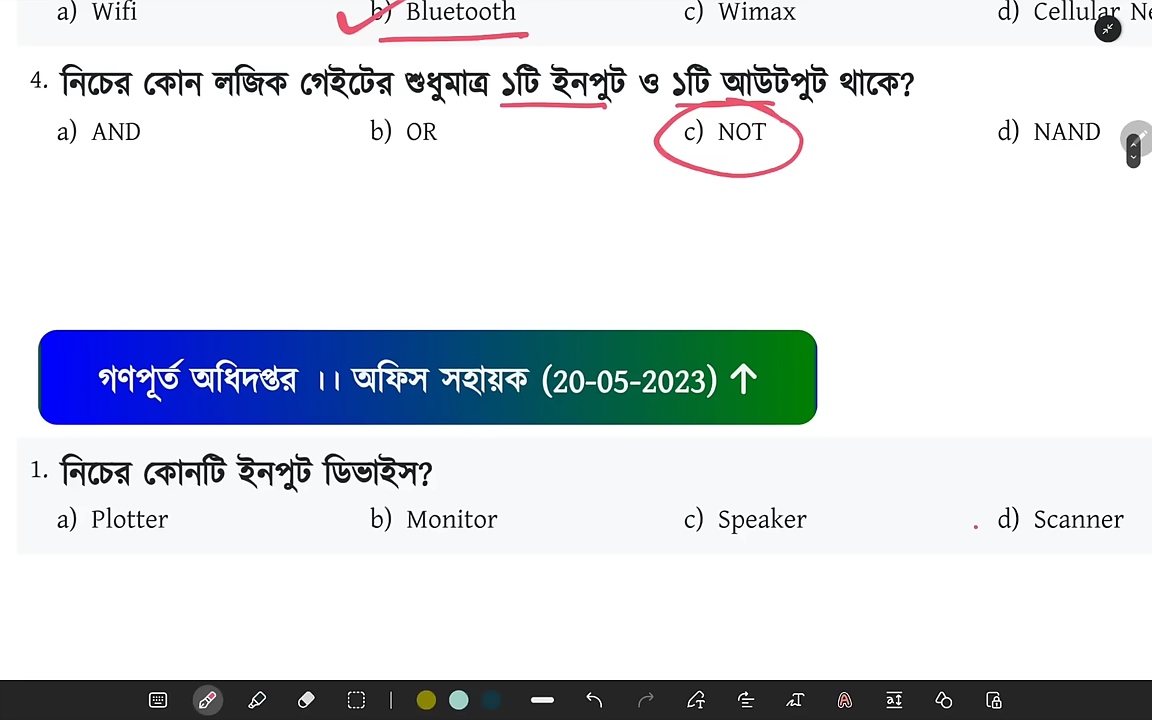 a) Wifi b) Bluetooth c) Wimax d) Cellular
4. নিচের কোন লজিক গেইটের শুধুমাত্র ১টি ইনপুট ও ১টি আউটপুট থাকে?
a) AND b) OR c) NOT d) NAND
গণপূর্ত অধিদপ্তর ।। অফিস সহায়ক (20-05-2023) ↑
1. নিচের কোনটি ইনপুট ডিভাইস?
a) Plotter b) Monitor c) Speaker d) Scanner